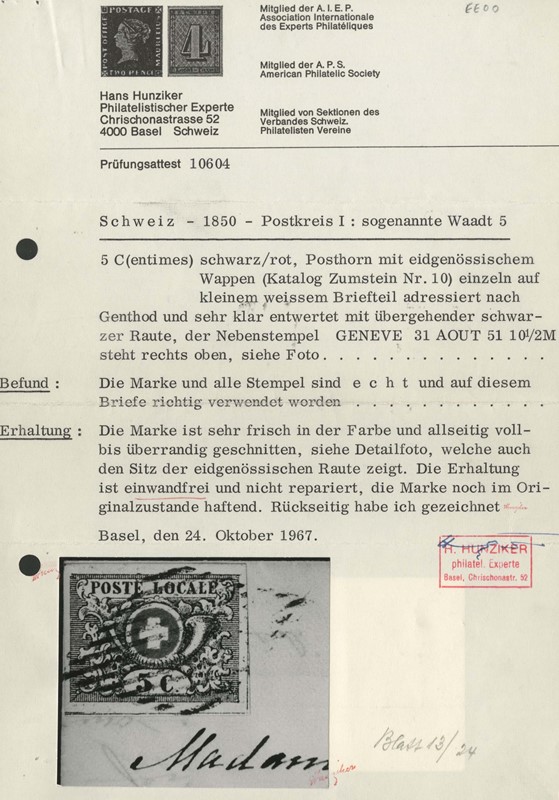 POSTAGE
POST OFFICE
MAURITIUS
TWO PENCE
4
Mitglied der A. I. E. P.
Association Internationale
des Experts Philatéliques
Mitglied der A. P. S.
American Philatelic Society
Mitglied von Sektionen des
Verbandes Schweiz.
Philatelisten Vereine
Hans Hunziker
Philatelistischer Experte
Chrischonastrasse 52
4000 Basel Schweiz
Prüfungsattest 10604
Schweiz - 1850 - Postkreis I : sogenannte Waadt 5
5 C(entimes) schwarz/rot, Posthorn mit eidgenössischem
Wappen (Katalog Zumstein Nr. 10) einzeln auf
kleinem weissem Briefteil adressiert nach
Genthod und sehr klar entwertet mit übergehender schwar-
zer Raute, der Nebenstempel GENEVE 31 AOUT 51 10½2M
steht rechts oben, siehe Foto. . . . . . . . . . . . . . .
Befund : Die Marke und alle Stempel sind e c h t und auf diesem
Briefe richtig verwendet worden . . . . . . . . . . . . .
Erhaltung : Die Marke ist sehr frisch in der Farbe und allseitig voll-
bis überrandig geschnitten, siehe Detailfoto, welche auch
den Sitz der eidgenössischen Raute zeigt. Die Erhaltung
ist einwandfrei und nicht repariert, die Marke noch im Ori-
ginalzustande haftend. Rückseitig habe ich gezeichnet
Basel, den 24. Oktober 1967.
H. HUNZIKER
philatel. Experte
Basel, Chrischonastr. 52
POSTE LOCALE
5 C
Madam
Blatt 13/24